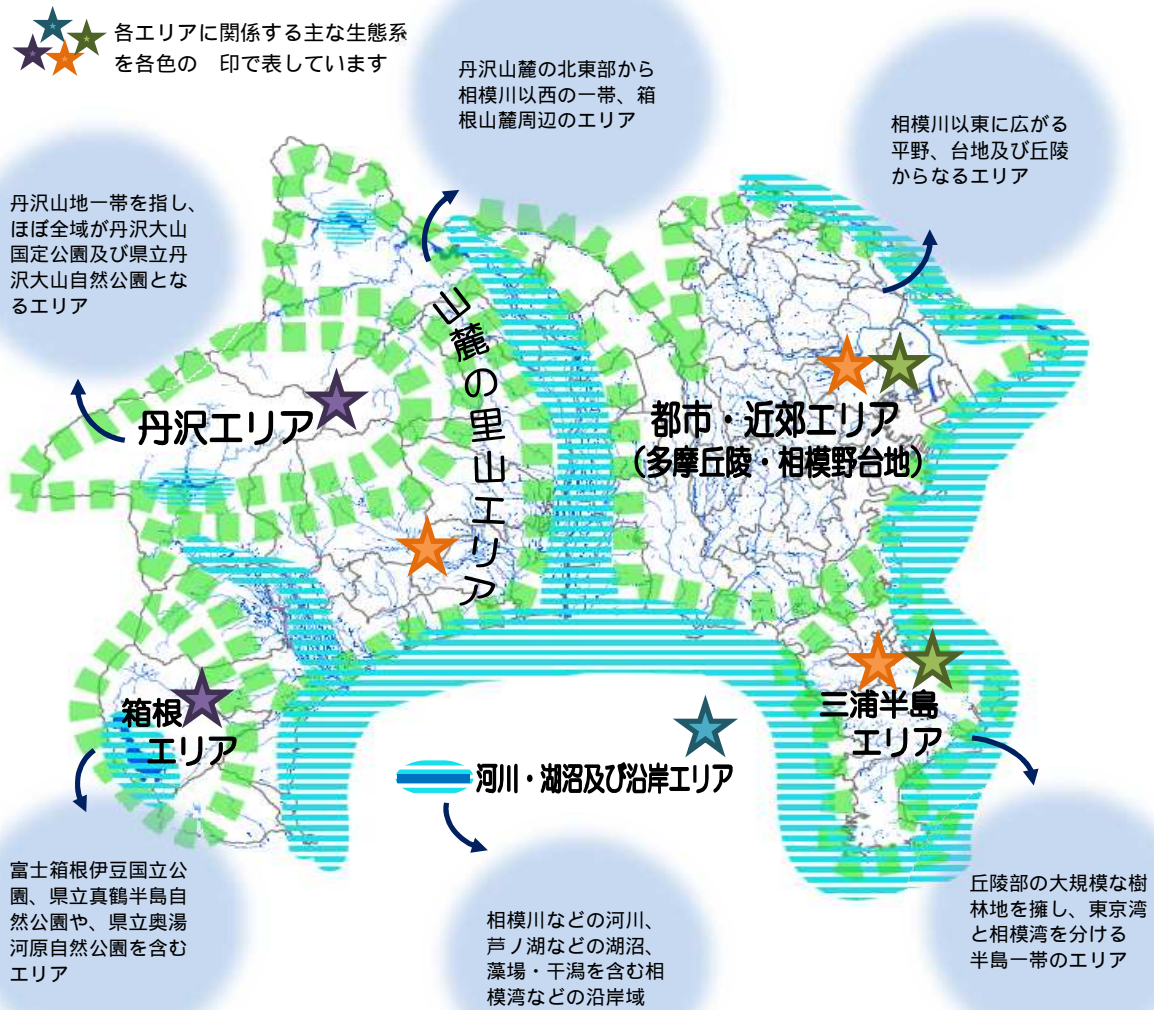 各エリアに関係する主な生態系
を各色の　印で表しています
丹沢山麓の北東部から
相模川以西の一帯、箱
根山麓周辺のエリア
相模川以東に広がる
平野、台地及び丘陵
からなるエリア
丹沢山地一帯を指し、
ほぼ全域が丹沢大山
国定公園及び県立丹
沢大山自然公園とな
るエリア
山麓の里山エリア
丹沢エリア
都市・近郊エリア
（多摩丘陵・相模野台地）
箱根
エリア
三浦半島
エリア
河川・湖沼及び沿岸エリア
富士箱根伊豆国立公
園、県立真鶴半島自
然公園や、県立奥湯
河原自然公園を含む
エリア
相模川などの河川、
芦ノ湖などの湖沼、
藻場・干潟を含む相
模湾などの沿岸域
丘陵部の大規模な樹
林地を擁し、東京湾
と相模湾を分ける
半島一帯のエリア